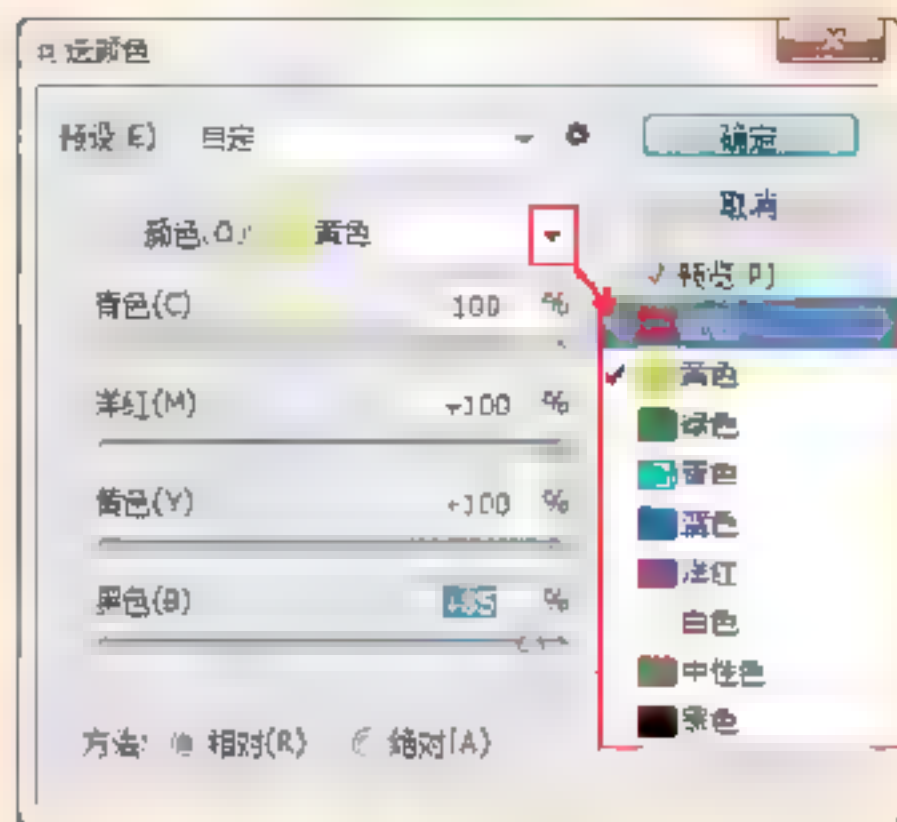 可选颜色
预设(E) 自定
确定
颜色(O): 黄色
取消
预览(P)
青色(C) 100 %
洋红(M) +100 %
黄色(Y) +100 %
黑色(B) +85 %
方法: 相对(R) 绝对(A)
黄色
绿色
青色
蓝色
洋红
白色
中性色
黑色